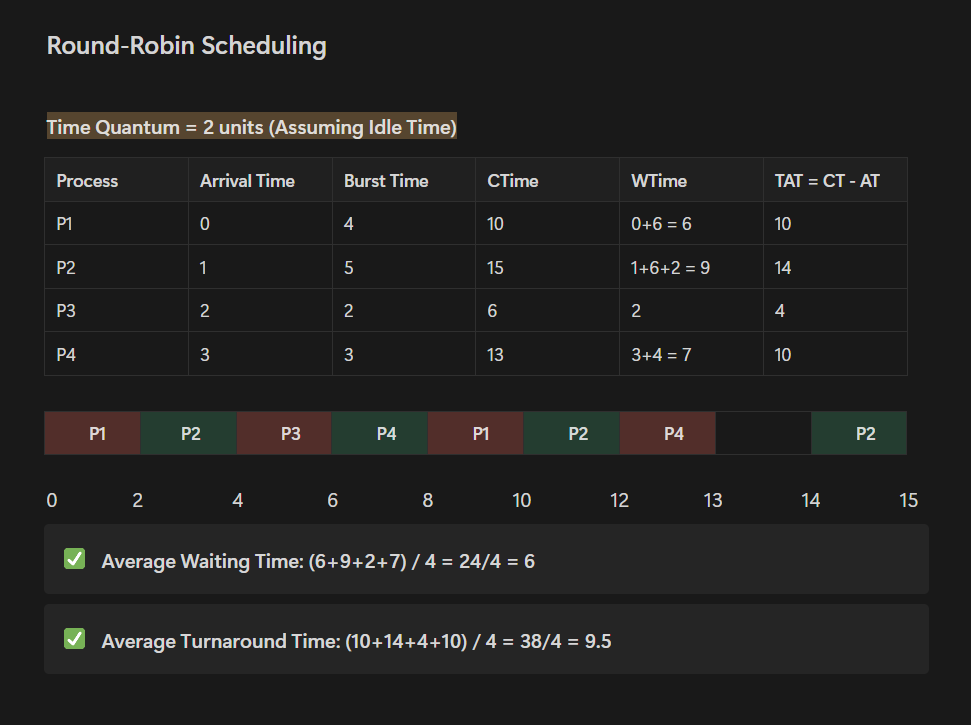 Round-Robin Scheduling
Time Quantum = 2 units (Assuming Idle Time)
Process Arrival Time Burst Time CTime WTime TAT = CT - AT
P1 0 4 10 0+6 = 6 10
P2 1 5 15 1+6+2 = 9 14
P3 2 2 6 2 4
P4 3 3 13 3+4 = 7 10
P1 P2 P3 P4 P1 P2 P4 P2
0 2 4 6 8 10 12 13 14 15
✅ Average Waiting Time: (6+9+2+7) / 4 = 24/4 = 6
✅ Average Turnaround Time: (10+14+4+10) / 4 = 38/4 = 9.5